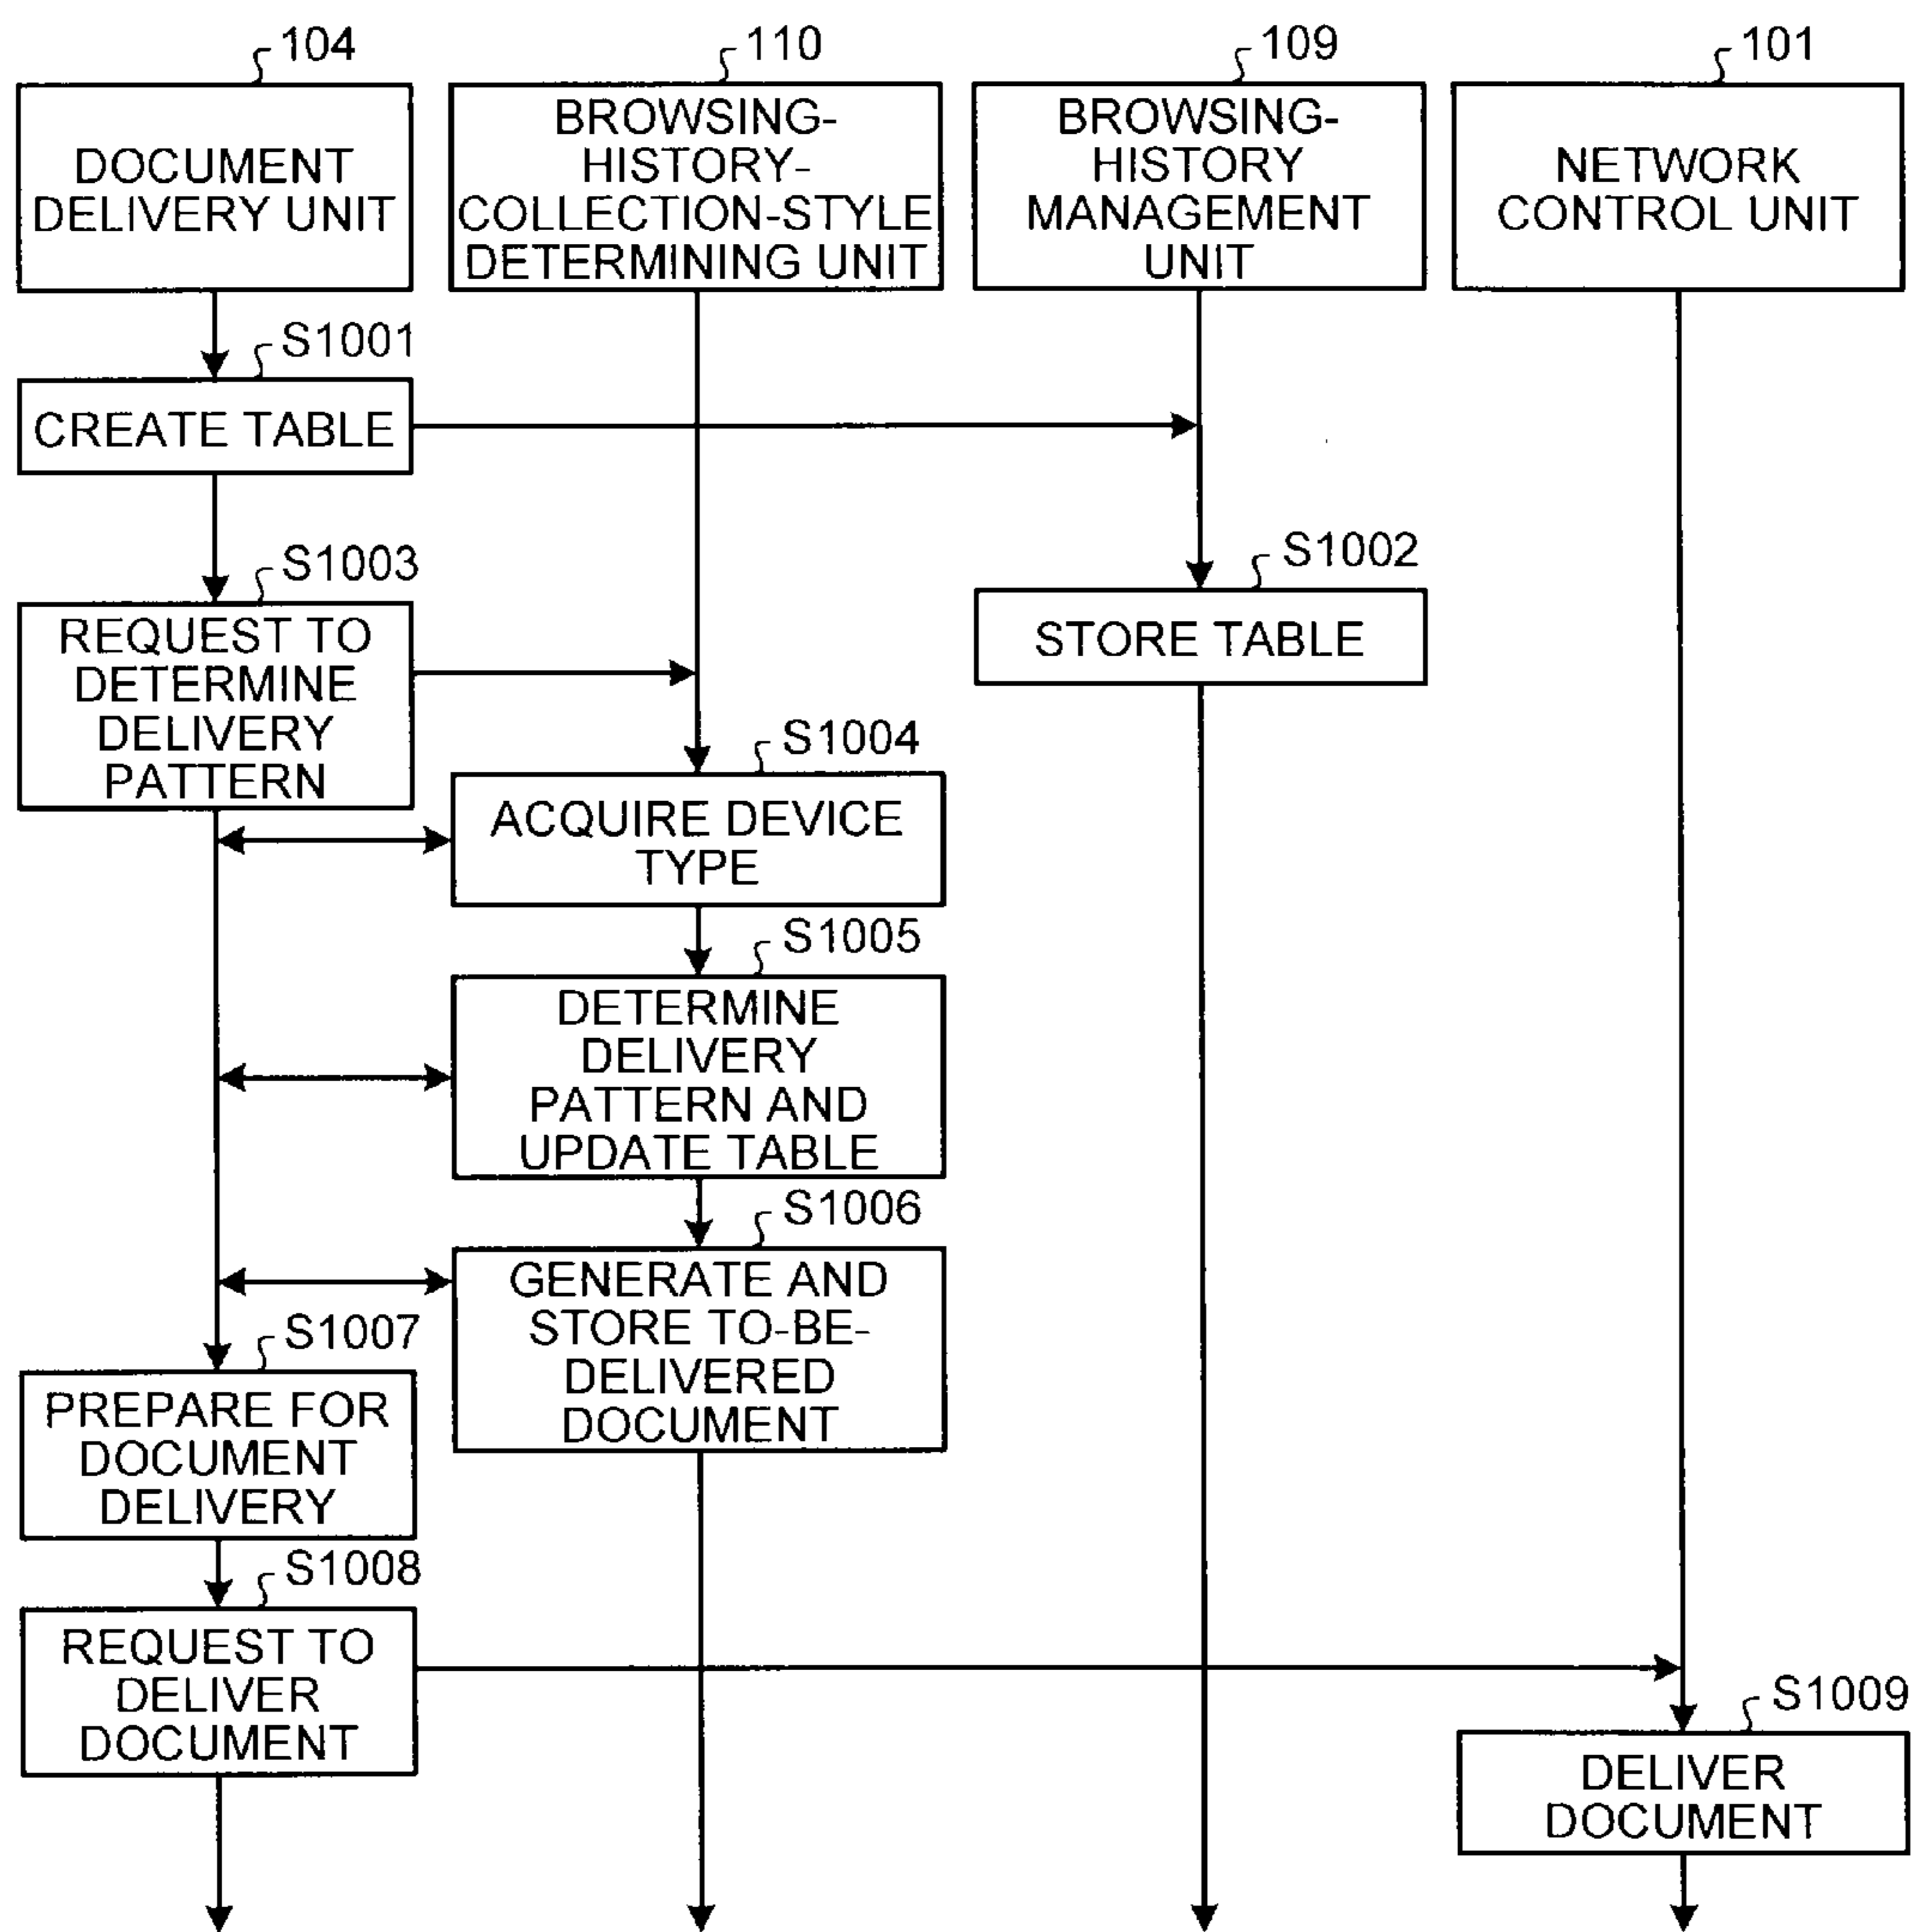 104
110
109
101
DOCUMENT
DELIVERY UNIT
BROWSING-
HISTORY-
COLLECTION-STYLE
DETERMINING UNIT
BROWSING-
HISTORY
MANAGEMENT
UNIT
NETWORK
CONTROL UNIT
S1001
CREATE TABLE
S1002
STORE TABLE
S1003
REQUEST TO
DETERMINE
DELIVERY
PATTERN
S1004
ACQUIRE DEVICE
TYPE
S1005
DETERMINE
DELIVERY
PATTERN AND
UPDATE TABLE
S1006
GENERATE AND
STORE TO-BE-
DELIVERED
DOCUMENT
S1007
PREPARE FOR
DOCUMENT
DELIVERY
S1008
REQUEST TO
DELIVER
DOCUMENT
S1009
DELIVER
DOCUMENT